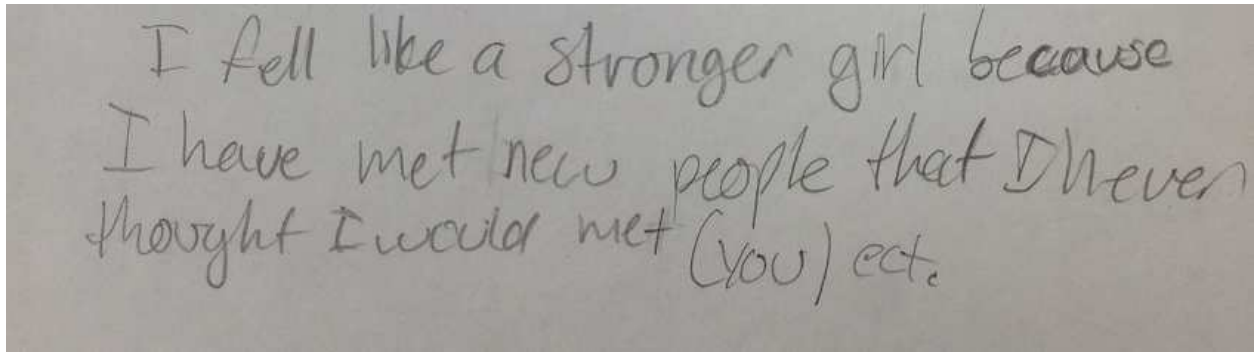 I fell like a stronger girl because
I have met new people that I never
thought I would met (you) ect.